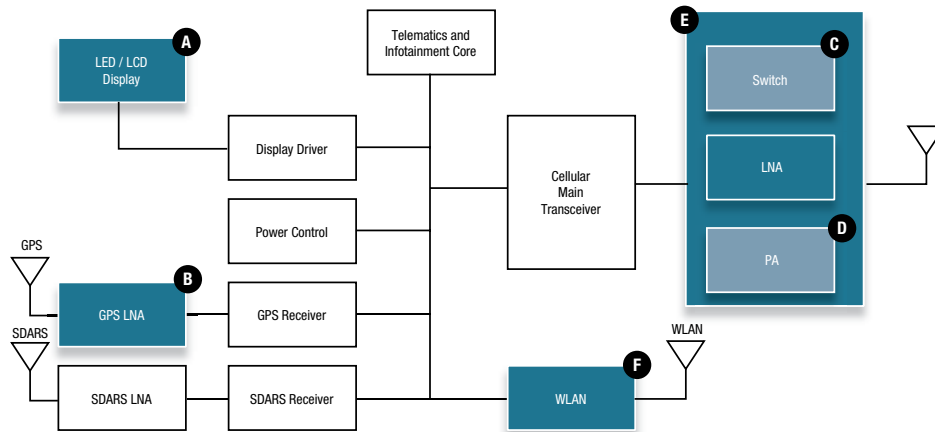 A
LED / LCD
Display
Telematics and
Infotainment Core
E
C
Switch
Display Driver
Cellular
Main
Transceiver
LNA
Power Control
D
PA
GPS
B
GPS LNA
GPS Receiver
SDARS
SDARS LNA
SDARS Receiver
WLAN
F
WLAN